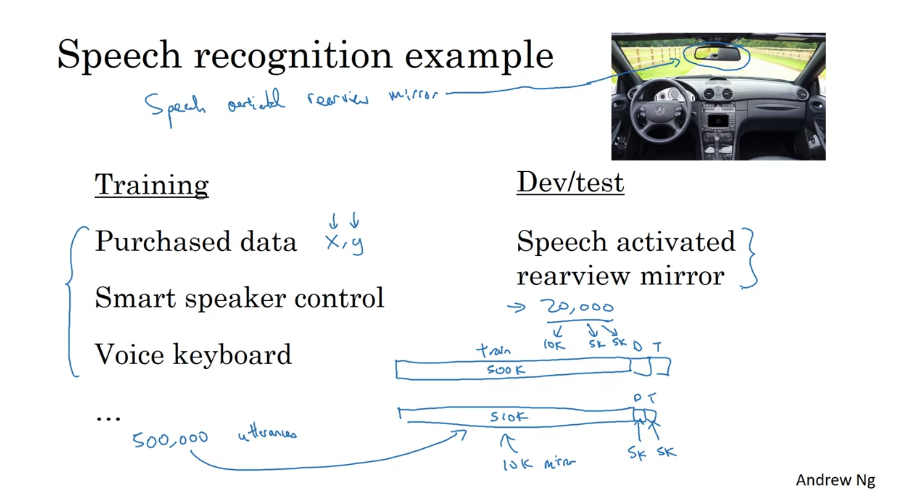 Speech recognition example
Speech activated rearview mirror
Training
Purchased data x, y
Smart speaker control
Voice keyboard
...
500,000 utterances
Dev/test
Speech activated
rearview mirror
→ 20,000
10K 5K 5K
train D T
500K
D T
510K
10K mirror
5K 5K
Andrew Ng